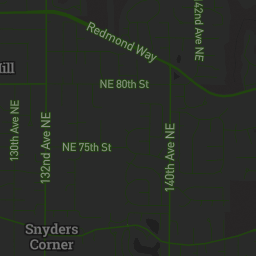 Redmond Way
42nd Ave NE
Hill
NE 80th St
130th Ave NE
132nd Ave NE
140th Ave NE
NE 75th St
Snyders
Corner